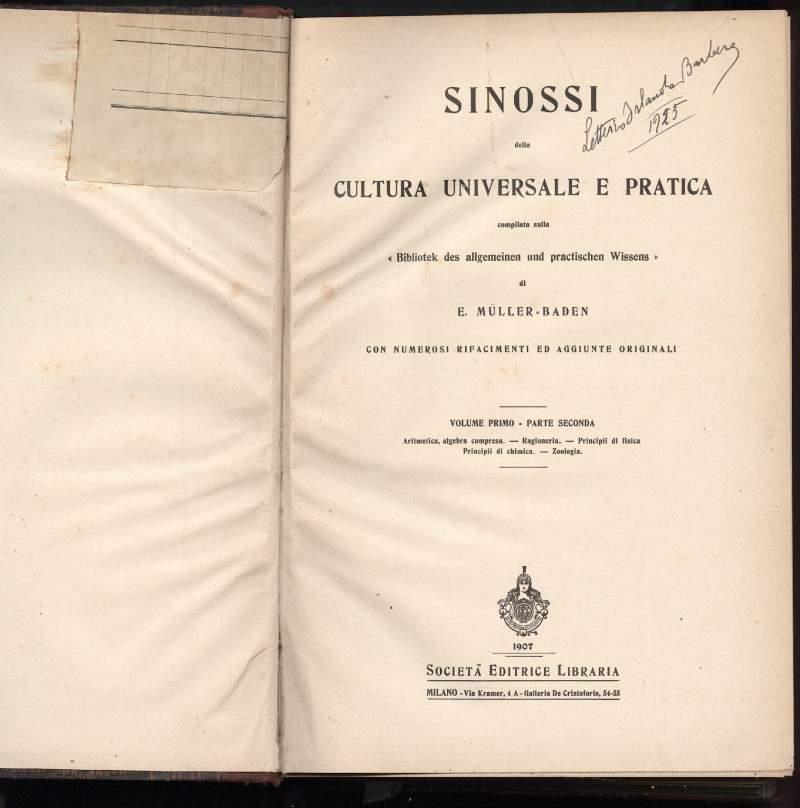 SINOSSI
della
CULTURA UNIVERSALE E PRATICA
compilata sulla
« Bibliotek des allgemeinen und practischen Wissens »
di
E. MÜLLER-BADEN
CON NUMEROSI RIFACIMENTI ED AGGIUNTE ORIGINALI
VOLUME PRIMO - PARTE SECONDA
Aritmetica, algebra compresa. — Ragioneria. — Principii di fisica
Principii di chimica. — Zoologia.
1907
SOCIETÀ EDITRICE LIBRARIA
MILANO - Via Kramer, 4 A - Galleria De Cristoforis, 54-55
Letterio Barbera
1925